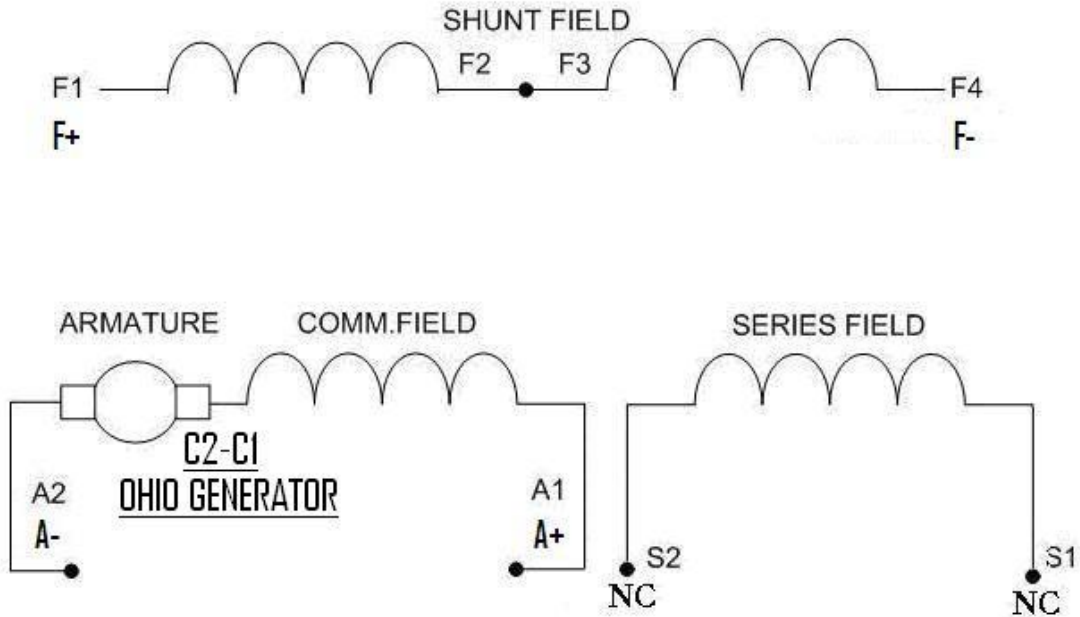 SHUNT FIELD
F1 F2 F3 F4
F+ F-
ARMATURE COMM.FIELD SERIES FIELD
C2-C1
OHIO GENERATOR
A2 A1
A- A+
S2 S1
NC NC